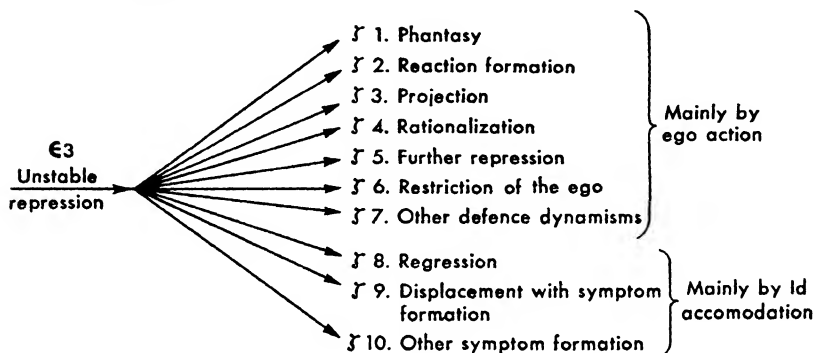 ϵ3
Unstable
repression
ζ 1. Phantasy
ζ 2. Reaction formation
ζ 3. Projection
ζ 4. Rationalization
ζ 5. Further repression
ζ 6. Restriction of the ego
ζ 7. Other defence dynamisms
Mainly by
ego action
ζ 8. Regression
ζ 9. Displacement with symptom
formation
ζ 10. Other symptom formation
Mainly by Id
accomodation